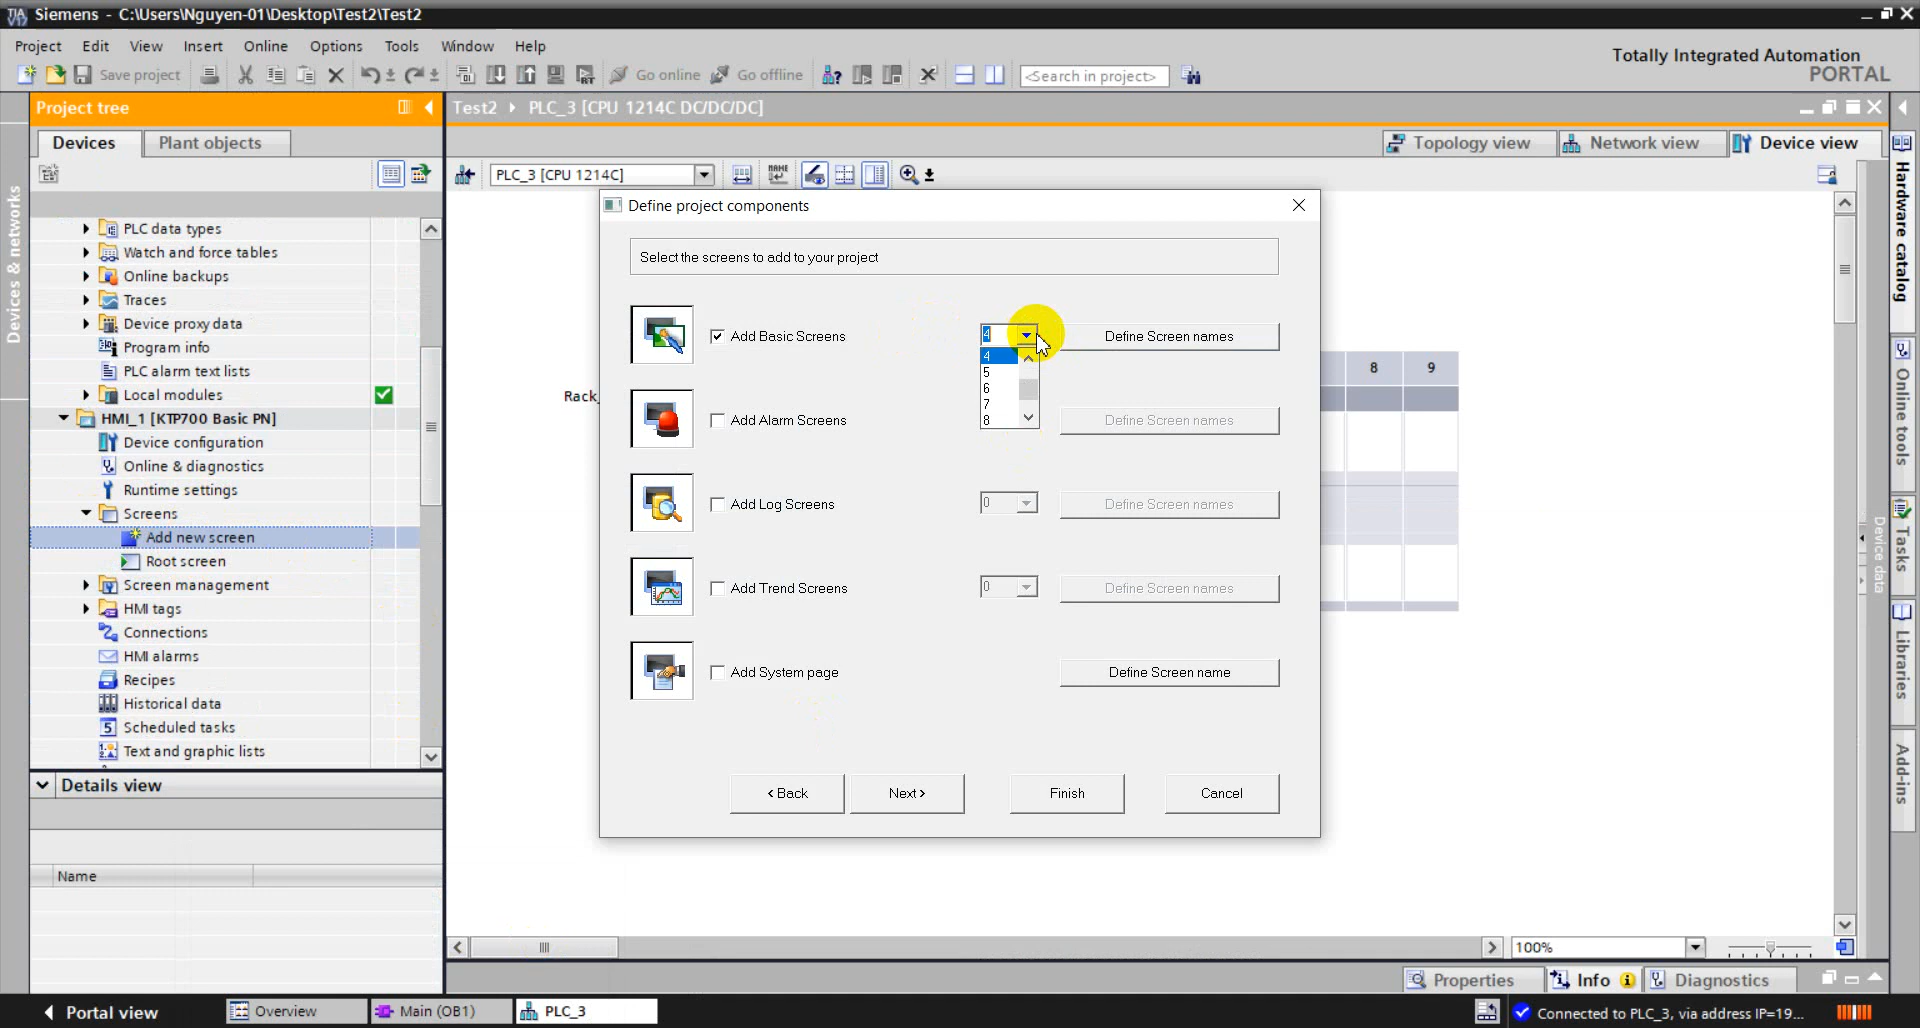 Siemens - C:\Users\Nguyen-01\Desktop\Test2\Test2
Project Edit View Insert Online Options Tools Window Help
Totally Integrated Automation
PORTAL
Save project Go online Go offline <Search in project>
Project tree
Test2 PLC_3 [CPU 1214C DC/DC/DC]
Devices Plant objects
Topology view Network view Device view
PLC_3 [CPU 1214C]
Devices & networks
PLC data types
Watch and force tables
Online backups
Traces
Device proxy data
Program info
PLC alarm text lists
Local modules
HMI_1 [KTP700 Basic PN]
Device configuration
Online & diagnostics
Runtime settings
Screens
Add new screen
Root screen
Screen management
HMI tags
Connections
HMI alarms
Recipes
Historical data
Scheduled tasks
Text and graphic lists
Details view
Name
Rack_
8 9
Define project components
Select the screens to add to your project
Add Basic Screens 4 Define Screen names
4
5
6
7
8
Add Alarm Screens Define Screen names
Add Log Screens 0 Define Screen names
Add Trend Screens 0 Define Screen names
Add System page Define Screen name
< Back Next > Finish Cancel
Device data
Hardware catalog
Online tools
Tasks
Libraries
Add-ins
100%
Properties Info Diagnostics
Portal view Overview Main (OB1) PLC_3
Connected to PLC_3, via address IP=19...